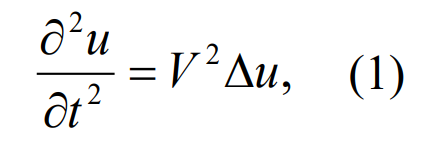 ∂²u/∂t² = V²Δu, (1)